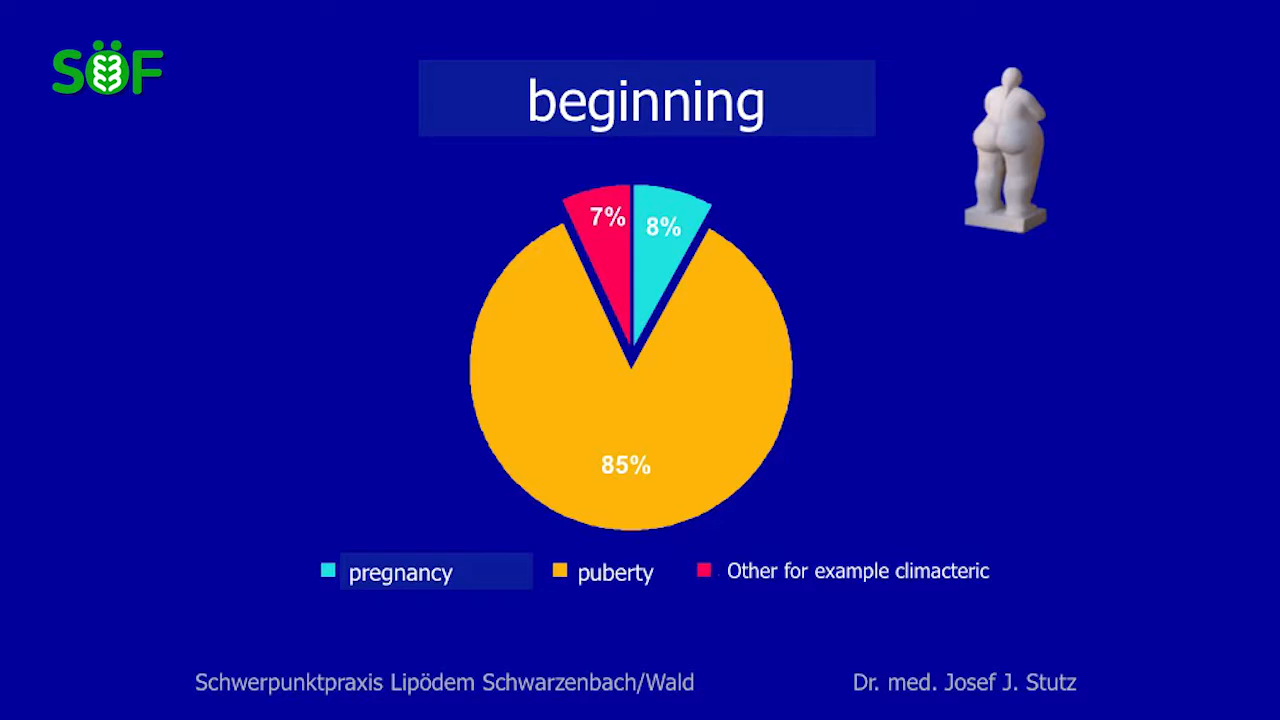 SÖF
beginning
7%
8%
85%
pregnancy
puberty
Other for example climacteric
Schwerpunktpraxis Lipödem Schwarzenbach/Wald
Dr. med. Josef J. Stutz